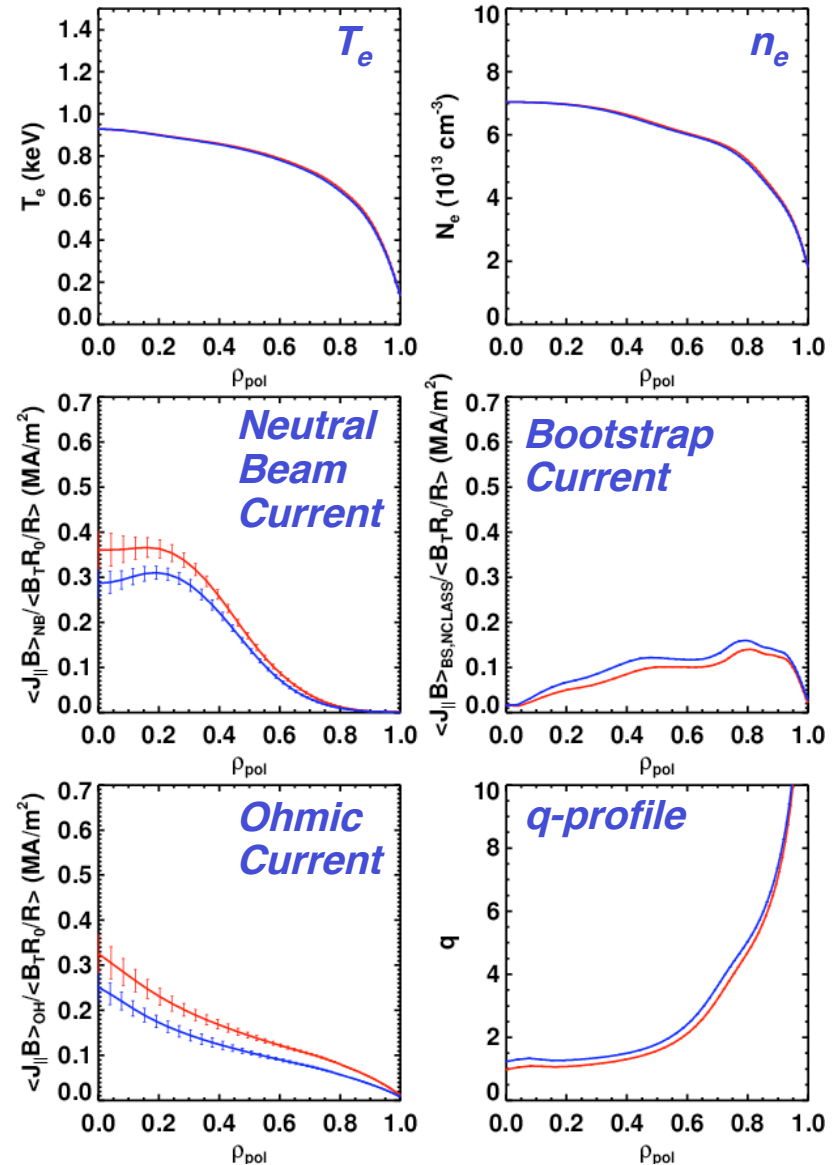 T_e
1.4
1.2
1.0
0.8
0.6
0.4
0.2
0.0
T_e (keV)
0.0 0.2 0.4 0.6 0.8 1.0
ρ_pol
n_e
10
8
6
4
2
0
N_e (10^13 cm^-3)
0.0 0.2 0.4 0.6 0.8 1.0
ρ_pol
Neutral
Beam
Current
0.7
0.6
0.5
0.4
0.3
0.2
0.1
0.0
<J_||B>_NB/<B_TR_0/R> (MA/m^2)
0.0 0.2 0.4 0.6 0.8 1.0
ρ_pol
Bootstrap
Current
0.7
0.6
0.5
0.4
0.3
0.2
0.1
0.0
<J_||B>_BS,NCLASS/<B_TR_0/R> (MA/m^2)
0.0 0.2 0.4 0.6 0.8 1.0
ρ_pol
Ohmic
Current
0.7
0.6
0.5
0.4
0.3
0.2
0.1
0.0
<J_||B>_OH/<B_TR_0/R> (MA/m^2)
0.0 0.2 0.4 0.6 0.8 1.0
ρ_pol
q-profile
10
8
6
4
2
0
q
0.0 0.2 0.4 0.6 0.8 1.0
ρ_pol